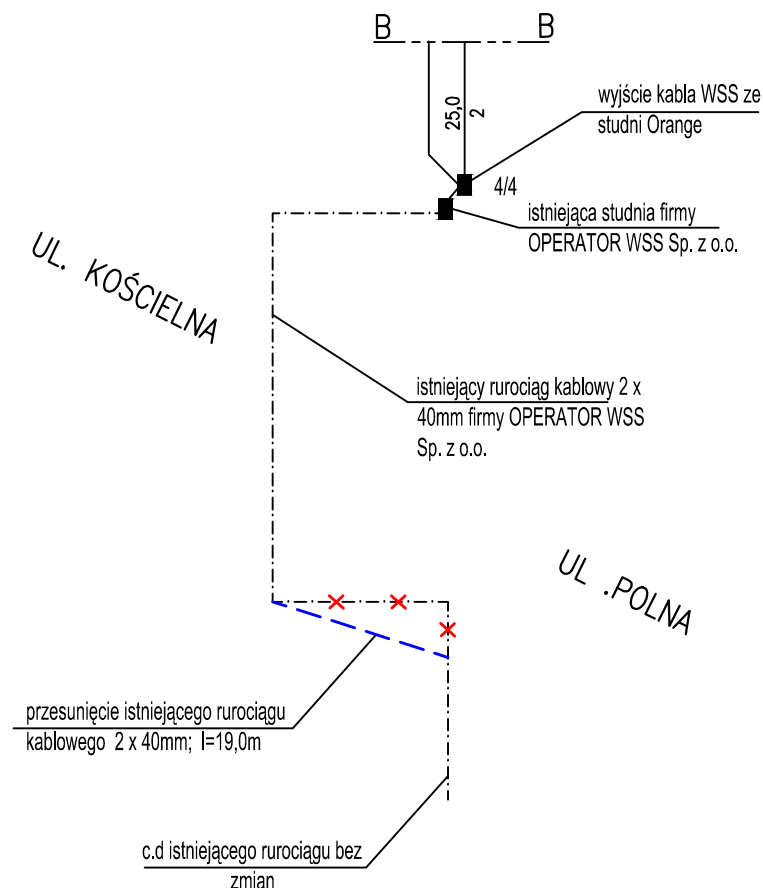 B B
25,0
2
wyjście kabla WSS ze
studni Orange
4/4
istniejąca studnia firmy
OPERATOR WSS Sp. z o.o.
UL. KOŚCIELNA
istniejący rurociąg kablowy 2 x
40mm firmy OPERATOR WSS
Sp. z o.o.
UL .POLNA
przesunięcie istniejącego rurociągu
kablowego 2 x 40mm; l=19,0m
c.d istniejącego rurociągu bez
zmian